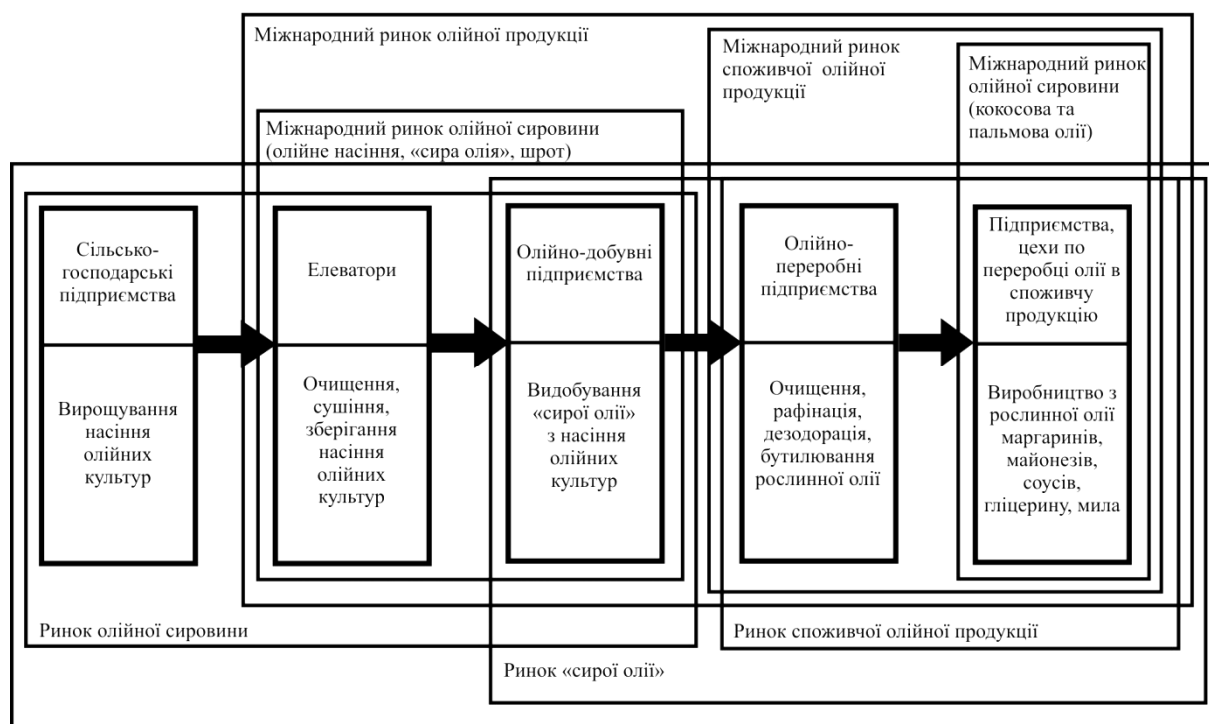 Міжнародний ринок олійної продукції
Міжнародний ринок
споживчої олійної
продукції
Міжнародний ринок
олійної сировини
(кокосова та
пальмова олії)
Міжнародний ринок олійної сировини
(олійне насіння, «сира олія», шрот)
Сільсько-
господарські
підприємства
Вирощування
насіння
олійних
культур
Елеватори
Очищення,
сушіння,
зберігання
насіння
олійних
культур
Олійно-добувні
підприємства
Видобування
«сирої олії»
з насіння
олійних
культур
Олійно-
переробні
підприємства
Очищення,
рафінація,
дезодорація,
бутилювання
рослинної олії
Підприємства,
цехи по
переробці олії в
споживчу
продукцію
Виробництво з
рослинної олії
маргаринів,
майонезів,
соусів,
гліцерину, мила
Ринок олійної сировини
Ринок споживчої олійної продукції
Ринок «сирої олії»